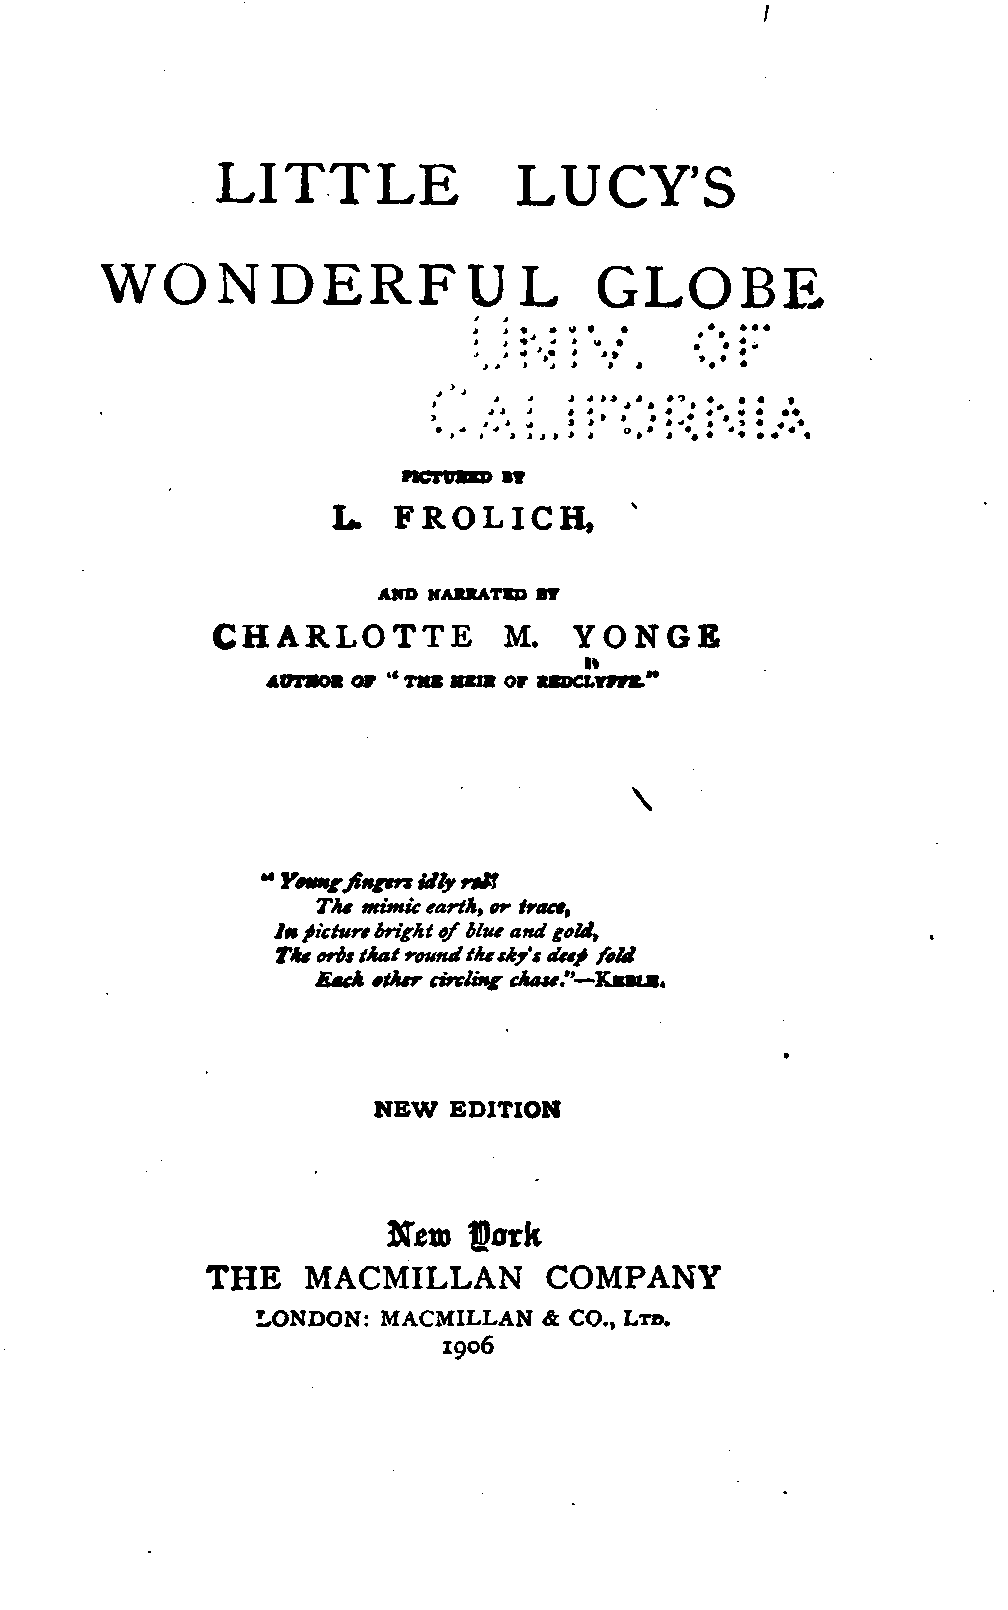 LITTLE LUCY'S
WONDERFUL GLOBE
UNIV. OF
CALIFORNIA
PICTURED BY
L. FROLICH,
AND NARRATED BY
CHARLOTTE M. YONGE
AUTHOR OF "THE HEIR OF REDCLYFFE."
"Young fingers idly roll
The mimic earth, or trace,
In picture bright of blue and gold,
The orbs that round the sky's deep fold
Each other circling chase."—KEBLE.
NEW EDITION
New York
THE MACMILLAN COMPANY
LONDON: MACMILLAN & CO., LTD.
1906